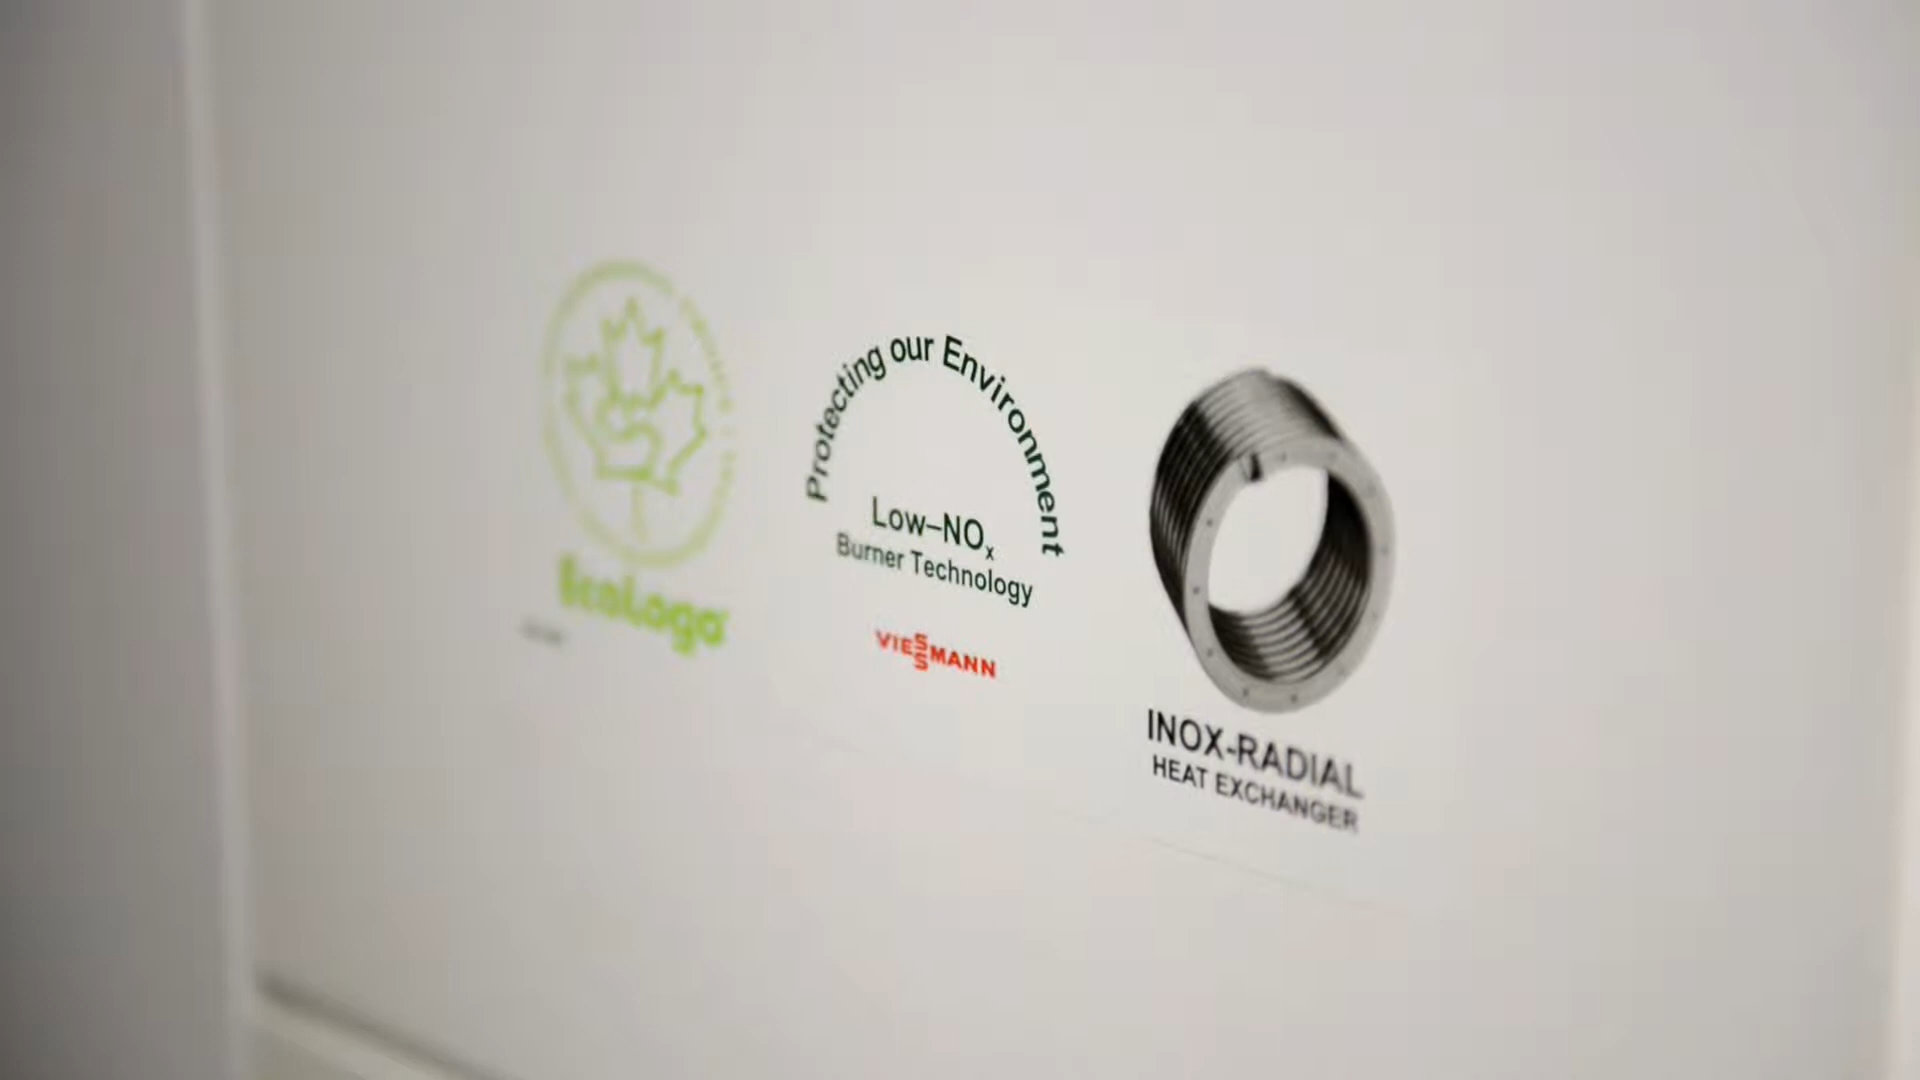 EcoLogo
Protecting our Environment
Low–NOx
Burner Technology
VIESSMANN
INOX-RADIAL
HEAT EXCHANGER